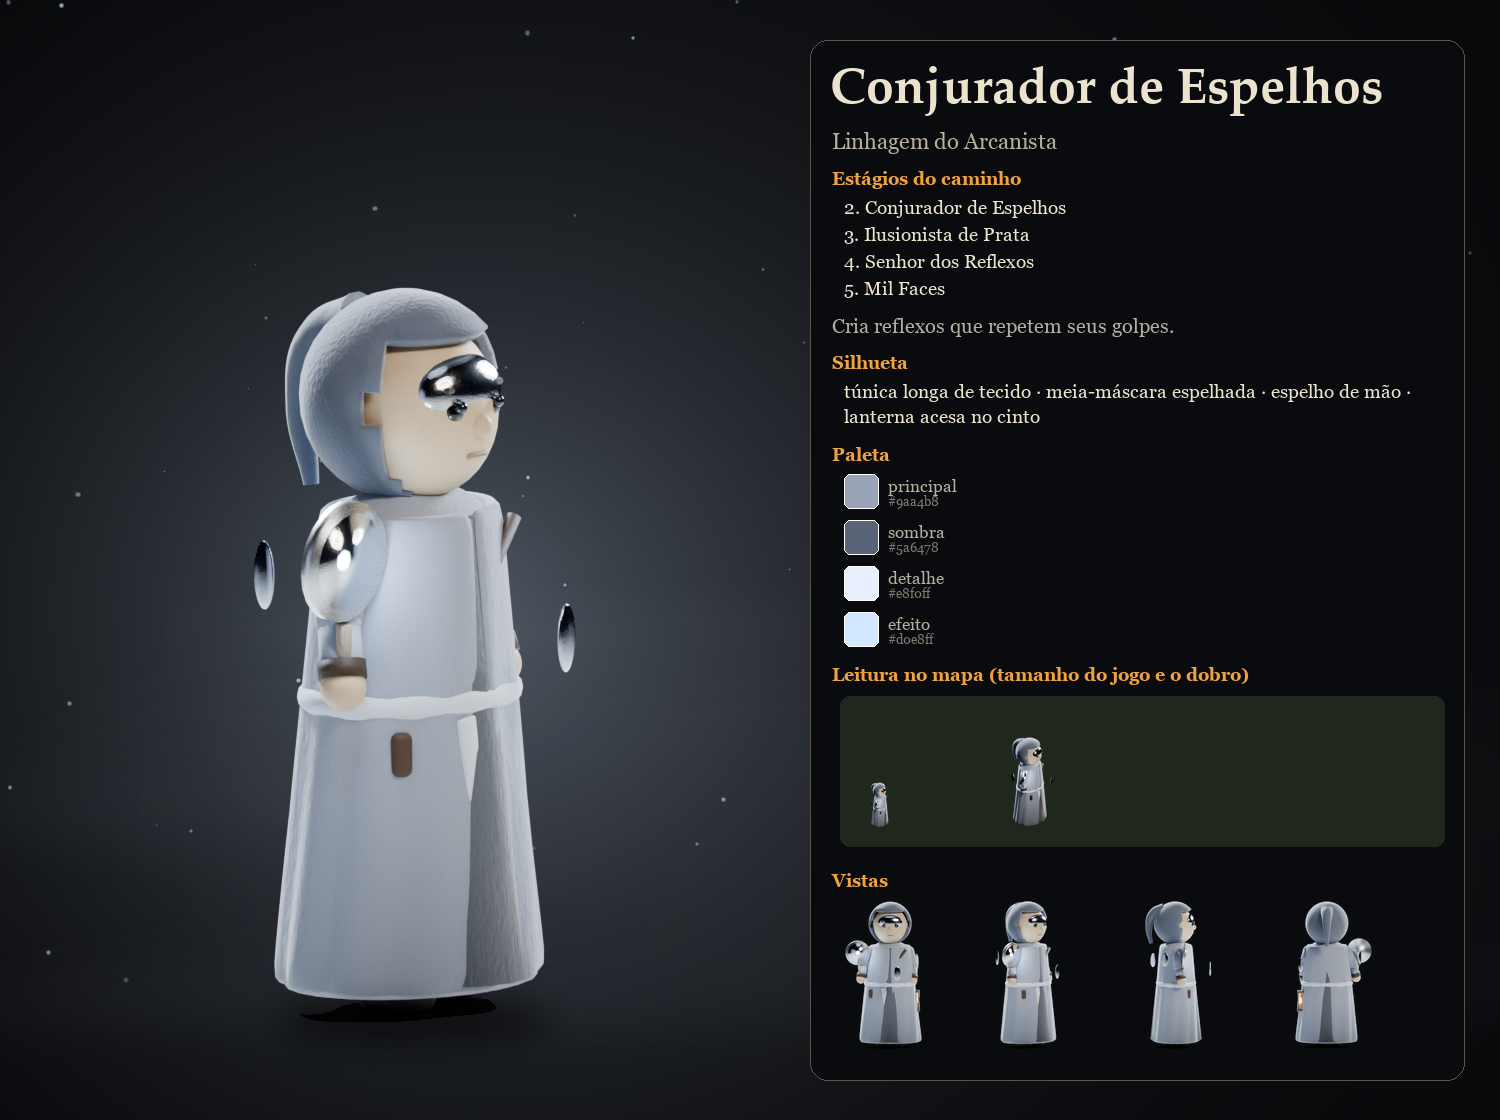 Conjurador de Espelhos
Linhagem do Arcanista
Estágios do caminho
2. Conjurador de Espelhos
3. Ilusionista de Prata
4. Senhor dos Reflexos
5. Mil Faces
Cria reflexos que repetem seus golpes.
Silhueta
túnica longa de tecido · meia-máscara espelhada · espelho de mão ·
lanterna acesa no cinto
Paleta
principal
#9aa4b8
sombra
#5a6478
detalhe
#e8f0ff
efeito
#d0e8ff
Leitura no mapa (tamanho do jogo e o dobro)
Vistas